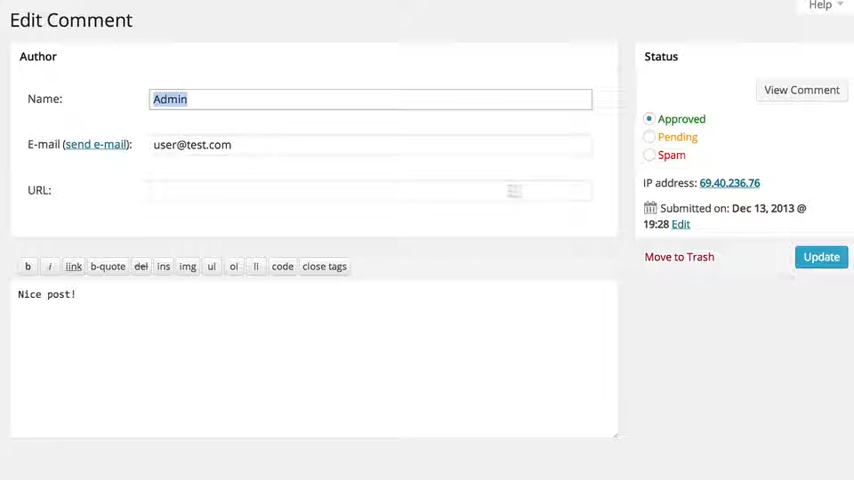 Help
Edit Comment
Author
Name: Admin
E-mail (send e-mail): user@test.com
URL:
Status
View Comment
Approved
Pending
Spam
IP address: 69.40.236.76
Submitted on: Dec 13, 2013 @
19:28 Edit
Move to Trash Update
b i link b-quote del ins img ul ol li code close tags
Nice post!